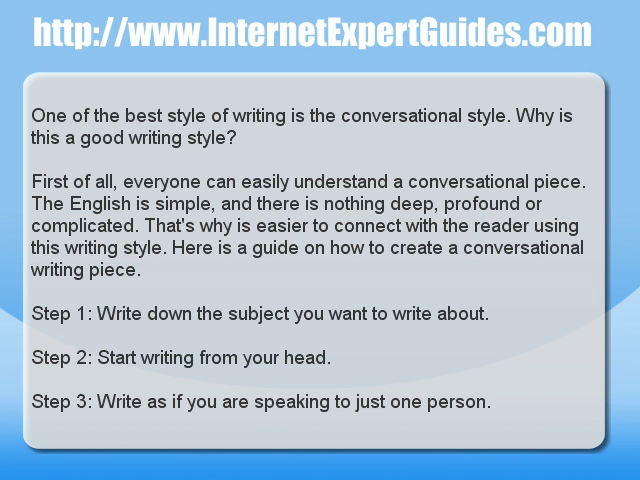 http://www.InternetExpertGuides.com
One of the best style of writing is the conversational style. Why is
this a good writing style?
First of all, everyone can easily understand a conversational piece.
The English is simple, and there is nothing deep, profound or
complicated. That's why is easier to connect with the reader using
this writing style. Here is a guide on how to create a conversational
writing piece.
Step 1: Write down the subject you want to write about.
Step 2: Start writing from your head.
Step 3: Write as if you are speaking to just one person.